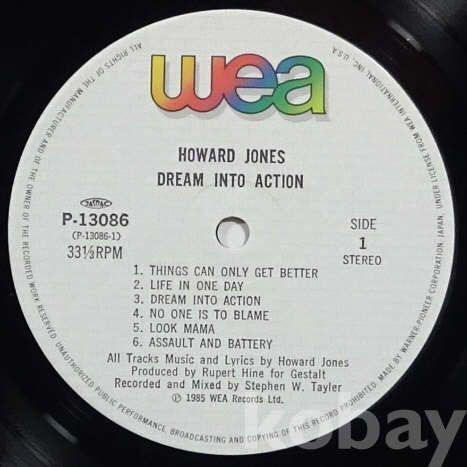 wea
HOWARD JONES
DREAM INTO ACTION
JASRAC
P-13086
(P-13086-1)
33⅓RPM
SIDE
1
STEREO
1. THINGS CAN ONLY GET BETTER
2. LIFE IN ONE DAY
3. DREAM INTO ACTION
4. NO ONE IS TO BLAME
5. LOOK MAMA
6. ASSAULT AND BATTERY
All Tracks Music and Lyrics by Howard Jones
Produced by Rupert Hine for Gestalt
Recorded and Mixed by Stephen W. Tayler
Ⓟ 1985 WEA Records Ltd.
ALL RIGHTS OF THE MANUFACTURER AND OF THE OWNER OF THE RECORDED WORK RESERVED. UNAUTHORIZED PUBLIC PERFORMANCE, BROADCASTING AND COPYING OF THIS RECORD PROHIBITED. MADE BY WARNER-PIONEER CORPORATION, JAPAN, UNDER LICENSE FROM WEA INTERNATIONAL INC., U.S.A.
kobay